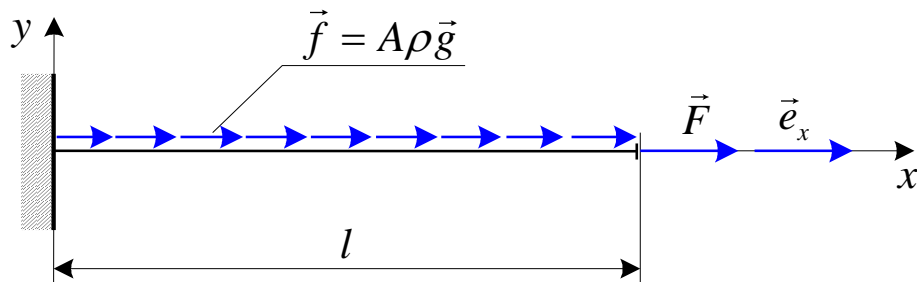 y
f⃗ = Aρg⃗
F⃗
e⃗ₓ
x
l